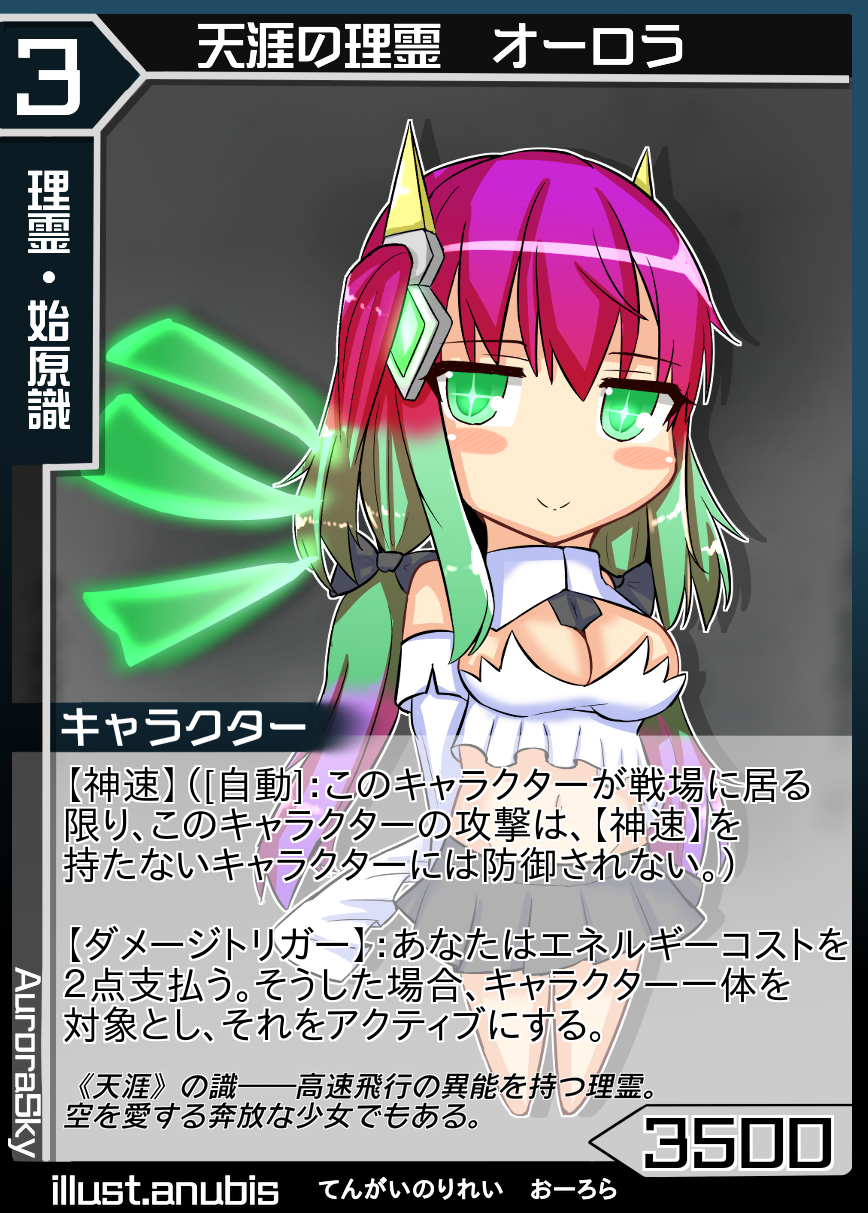 3
天涯の理霊　オーロラ
理霊・始原識
キャラクター
【神速】（[自動]：このキャラクターが戦場に居る
限り、このキャラクターの攻撃は、【神速】を
持たないキャラクターには防御されない。）
【ダメージトリガー】：あなたはエネルギーコストを
２点支払う。そうした場合、キャラクター一体を
対象とし、それをアクティブにする。
《天涯》の識──高速飛行の異能を持つ理霊。
空を愛する奔放な少女でもある。
AuroraSky
3500
illust.anubis
てんがいのりれい　おーろら